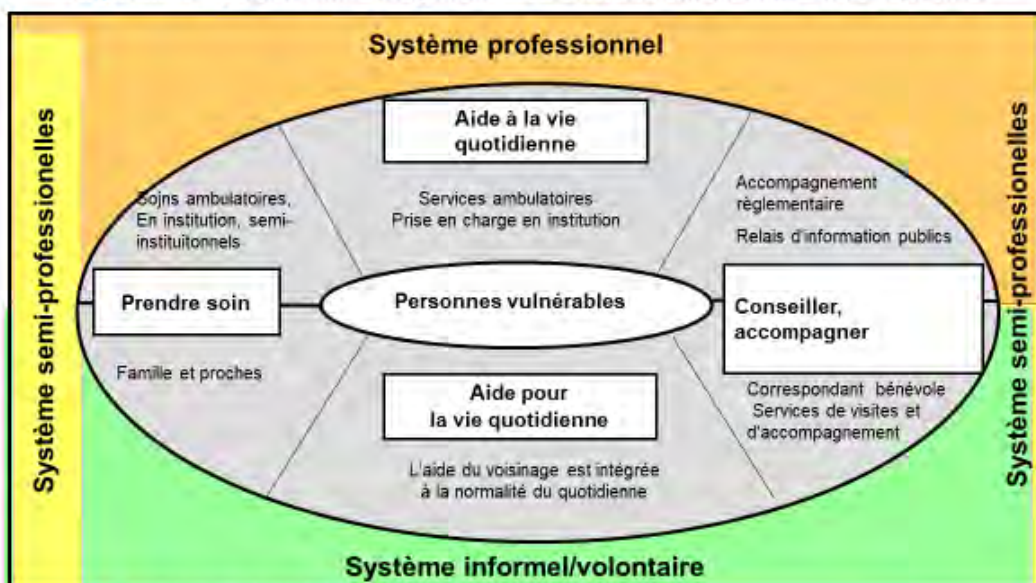 Système professionnel
Système semi-professionelles
Aide à la vie
quotidienne
Soins ambulatoires,
En institution, semi-
instituitonnels
Services ambulatoires
Prise en charge en institution
Accompagnement
règlementaire
Relais d'information publics
Prendre soin
Personnes vulnérables
Conseiller,
accompagner
Famille et proches
Aide pour
la vie quotidienne
Correspondant bénévole
Services de visites et
d'accompagnement
L'aide du voisinage est intégrée
à la normalité du quotidienne
Système semi-professionelles
Système informel/volontaire